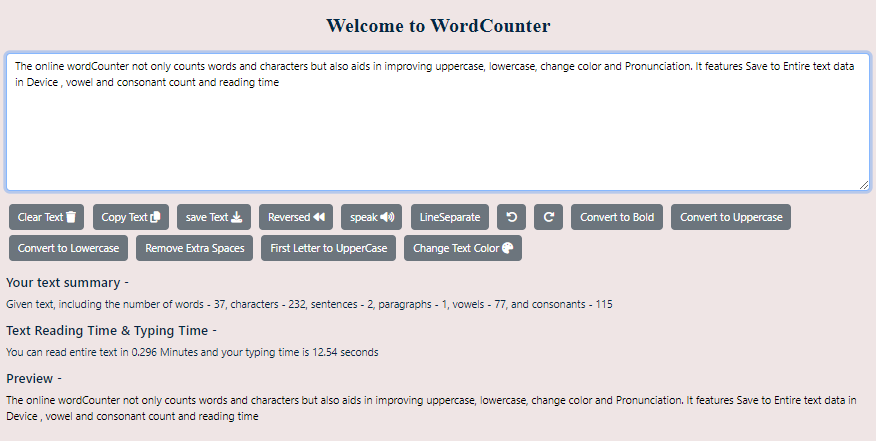 Welcome to WordCounter
The online wordCounter not only counts words and characters but also aids in improving uppercase, lowercase, change color and Pronunciation. It features Save to Entire text data
in Device , vowel and consonant count and reading time
Clear Text Copy Text save Text Reversed speak LineSeparate Convert to Bold Convert to Uppercase
Convert to Lowercase Remove Extra Spaces First Letter to UpperCase Change Text Color
Your text summary -
Given text, including the number of words - 37, characters - 232, sentences - 2, paragraphs - 1, vowels - 77, and consonants - 115
Text Reading Time & Typing Time -
You can read entire text in 0.296 Minutes and your typing time is 12.54 seconds
Preview -
The online wordCounter not only counts words and characters but also aids in improving uppercase, lowercase, change color and Pronunciation. It features Save to Entire text data in
Device , vowel and consonant count and reading time